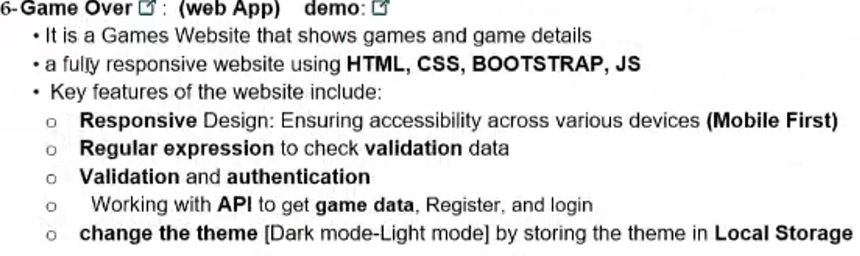 6-Game Over : (web App) demo:
• It is a Games Website that shows games and game details
• a fully responsive website using HTML, CSS, BOOTSTRAP, JS
• Key features of the website include:
o Responsive Design: Ensuring accessibility across various devices (Mobile First)
o Regular expression to check validation data
o Validation and authentication
o Working with API to get game data, Register, and login
o change the theme [Dark mode-Light mode] by storing the theme in Local Storage